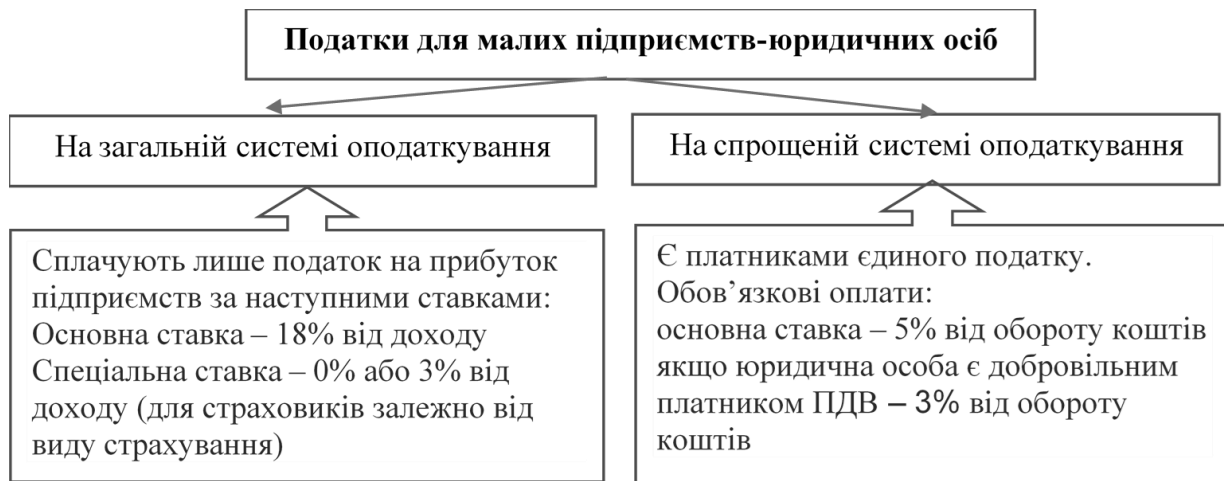 Податки для малих підприємств-юридичних осіб
На загальній системі оподаткування
На спрощеній системі оподаткування
Сплачують лише податок на прибуток
підприємств за наступними ставками:
Основна ставка – 18% від доходу
Спеціальна ставка – 0% або 3% від
доходу (для страховиків залежно від
виду страхування)
Є платниками єдиного податку.
Обов’язкові оплати:
основна ставка – 5% від обороту коштів
якщо юридична особа є добровільним
платником ПДВ – 3% від обороту
коштів